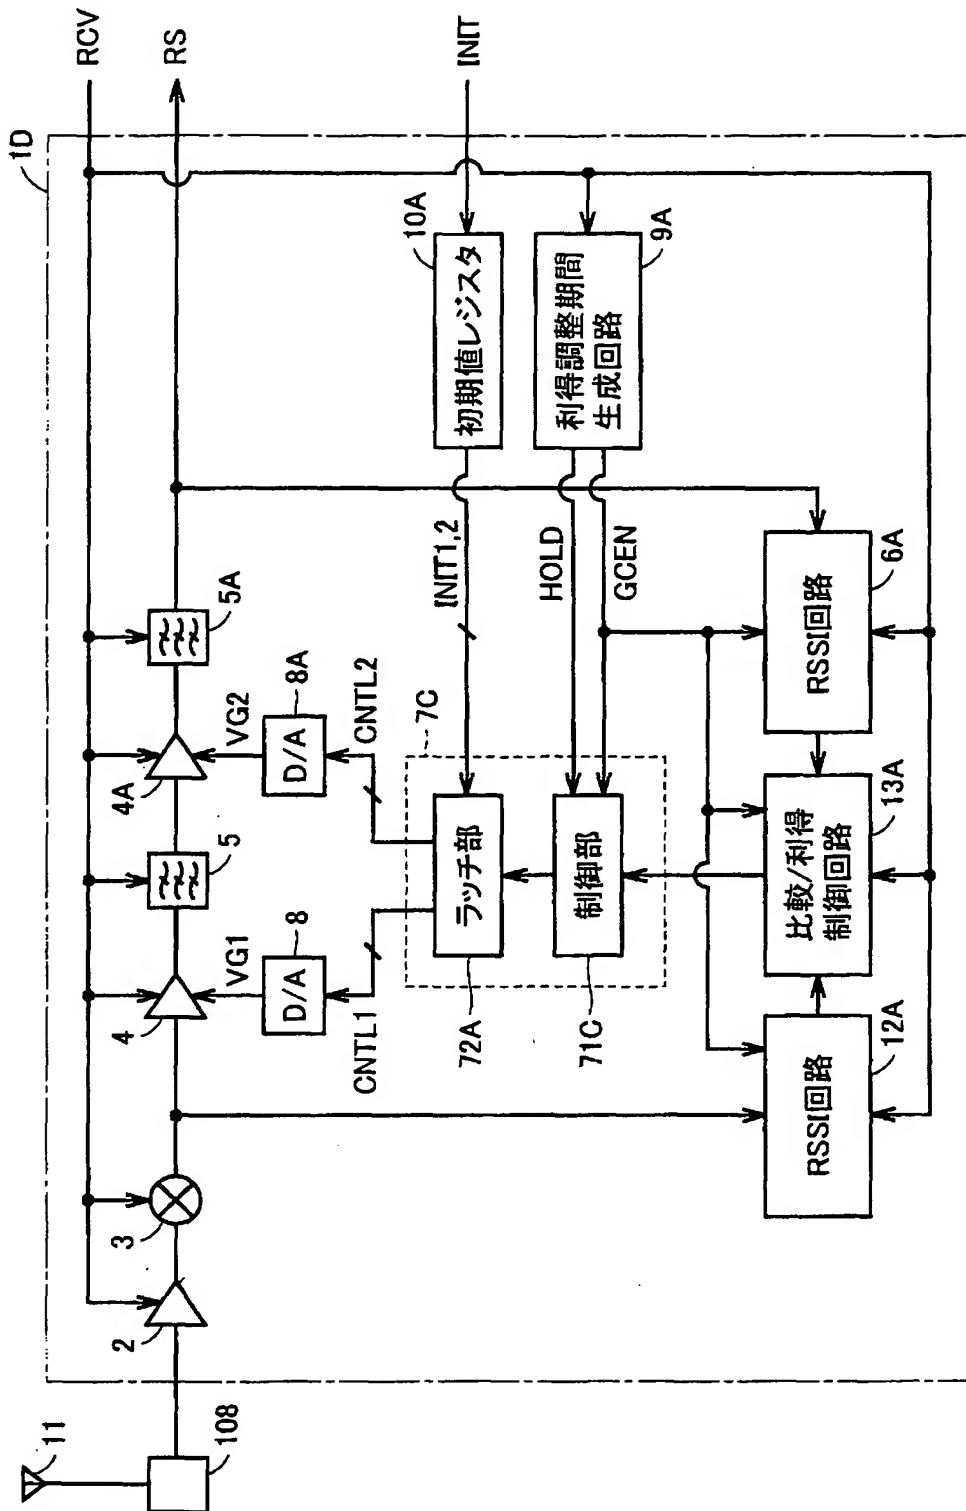 11
108
1D
RCV
RS
INIT
2
3
4
5
4A
5A
VG1
VG2
D/A
8
D/A
8A
CNTL1
CNTL2
7C
INIT1,2
初期値レジスタ
10A
HOLD
GCEN
利得調整期間
生成回路
9A
ラッチ部
72A
制御部
71C
RSSI回路
12A
比較/利得
制御回路
13A
RSSI回路
6A